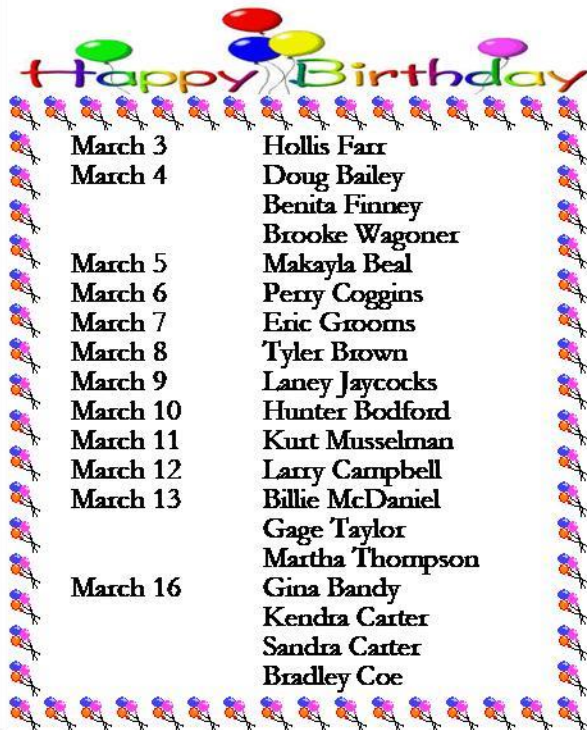 Happy Birthday
March 3 Hollis Farr
March 4 Doug Bailey
Benita Finney
Brooke Wagoner
March 5 Makayla Beal
March 6 Perry Coggins
March 7 Eric Grooms
March 8 Tyler Brown
March 9 Laney Jaycocks
March 10 Hunter Bodford
March 11 Kurt Musselman
March 12 Larry Campbell
March 13 Billie McDaniel
Gage Taylor
Martha Thompson
March 16 Gina Bandy
Kendra Carter
Sandra Carter
Bradley Coe